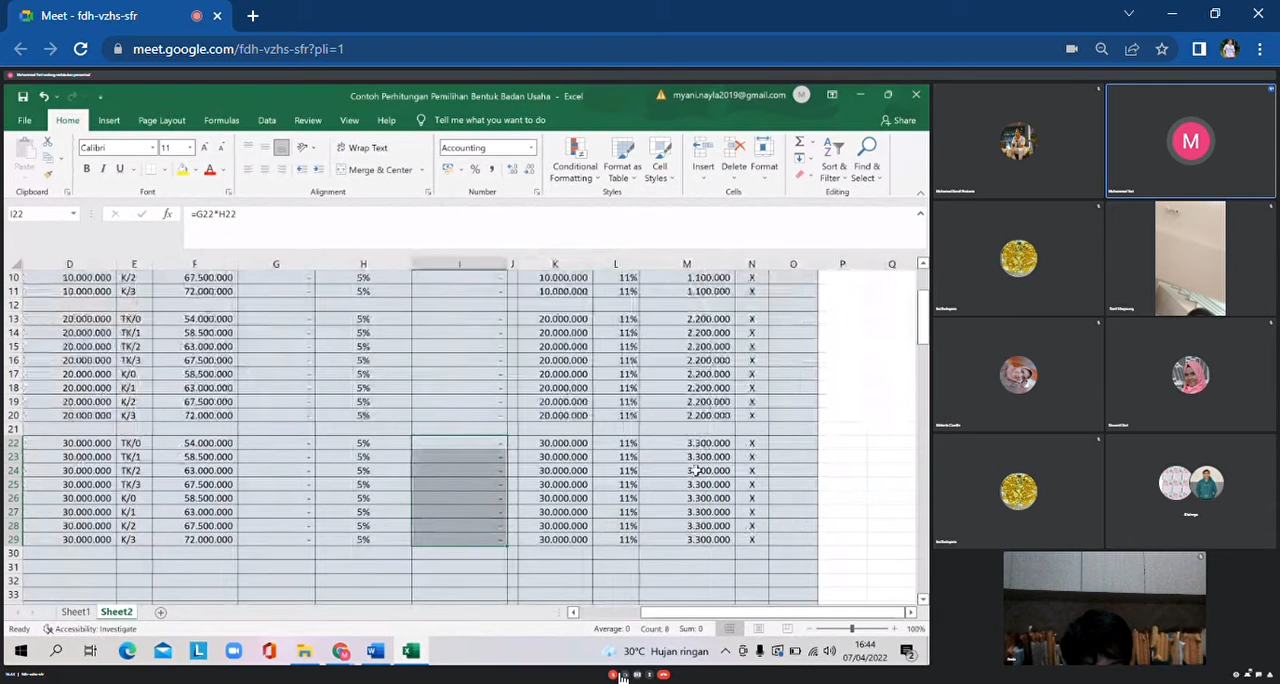 Meet - fdh-vzhs-sfr
meet.google.com/fdh-vzhs-sfr?pli=1
Contoh Perhitungan Pemilihan Bentuk Badan Usaha - Excel
myani.nayla2019@gmail.com
M
File Home Insert Page Layout Formulas Data Review View Help Tell me what you want to do Share
Calibri 11 Wrap Text Accounting
Paste B I U Merge & Center Conditional Formatting Format as Table Cell Styles Insert Delete Format Sort & Filter Find & Select
Clipboard Font Alignment Number Styles Cells Editing
I22 fx =G22*H22
D E F G H I J K L M N O P Q
10 10.000.000 K/2 67.500.000 - 5% - 10.000.000 11% 1.100.000 X
11 10.000.000 K/3 72.000.000 - 5% - 10.000.000 11% 1.100.000 X
12
13 20.000.000 TK/0 54.000.000 - 5% - 20.000.000 11% 2.200.000 X
14 20.000.000 TK/1 58.500.000 - 5% - 20.000.000 11% 2.200.000 X
15 20.000.000 TK/2 63.000.000 - 5% - 20.000.000 11% 2.200.000 X
16 20.000.000 TK/3 67.500.000 - 5% - 20.000.000 11% 2.200.000 X
17 20.000.000 K/0 58.500.000 - 5% - 20.000.000 11% 2.200.000 X
18 20.000.000 K/1 63.000.000 - 5% - 20.000.000 11% 2.200.000 X
19 20.000.000 K/2 67.500.000 - 5% - 20.000.000 11% 2.200.000 X
20 20.000.000 K/3 72.000.000 - 5% - 20.000.000 11% 2.200.000 X
21
22 30.000.000 TK/0 54.000.000 - 5% - 30.000.000 11% 3.300.000 X
23 30.000.000 TK/1 58.500.000 - 5% - 30.000.000 11% 3.300.000 X
24 30.000.000 TK/2 63.000.000 - 5% - 30.000.000 11% 3.300.000 X
25 30.000.000 TK/3 67.500.000 - 5% - 30.000.000 11% 3.300.000 X
26 30.000.000 K/0 58.500.000 - 5% - 30.000.000 11% 3.300.000 X
27 30.000.000 K/1 63.000.000 - 5% - 30.000.000 11% 3.300.000 X
28 30.000.000 K/2 67.500.000 - 5% - 30.000.000 11% 3.300.000 X
29 30.000.000 K/3 72.000.000 - 5% - 30.000.000 11% 3.300.000 X
30
31
32
33
Sheet1 Sheet2
Ready Accessibility: Investigate Average: 0 Count: 8 Sum: 0 100%
30°C Hujan ringan 16:44
07/04/2022 2
M